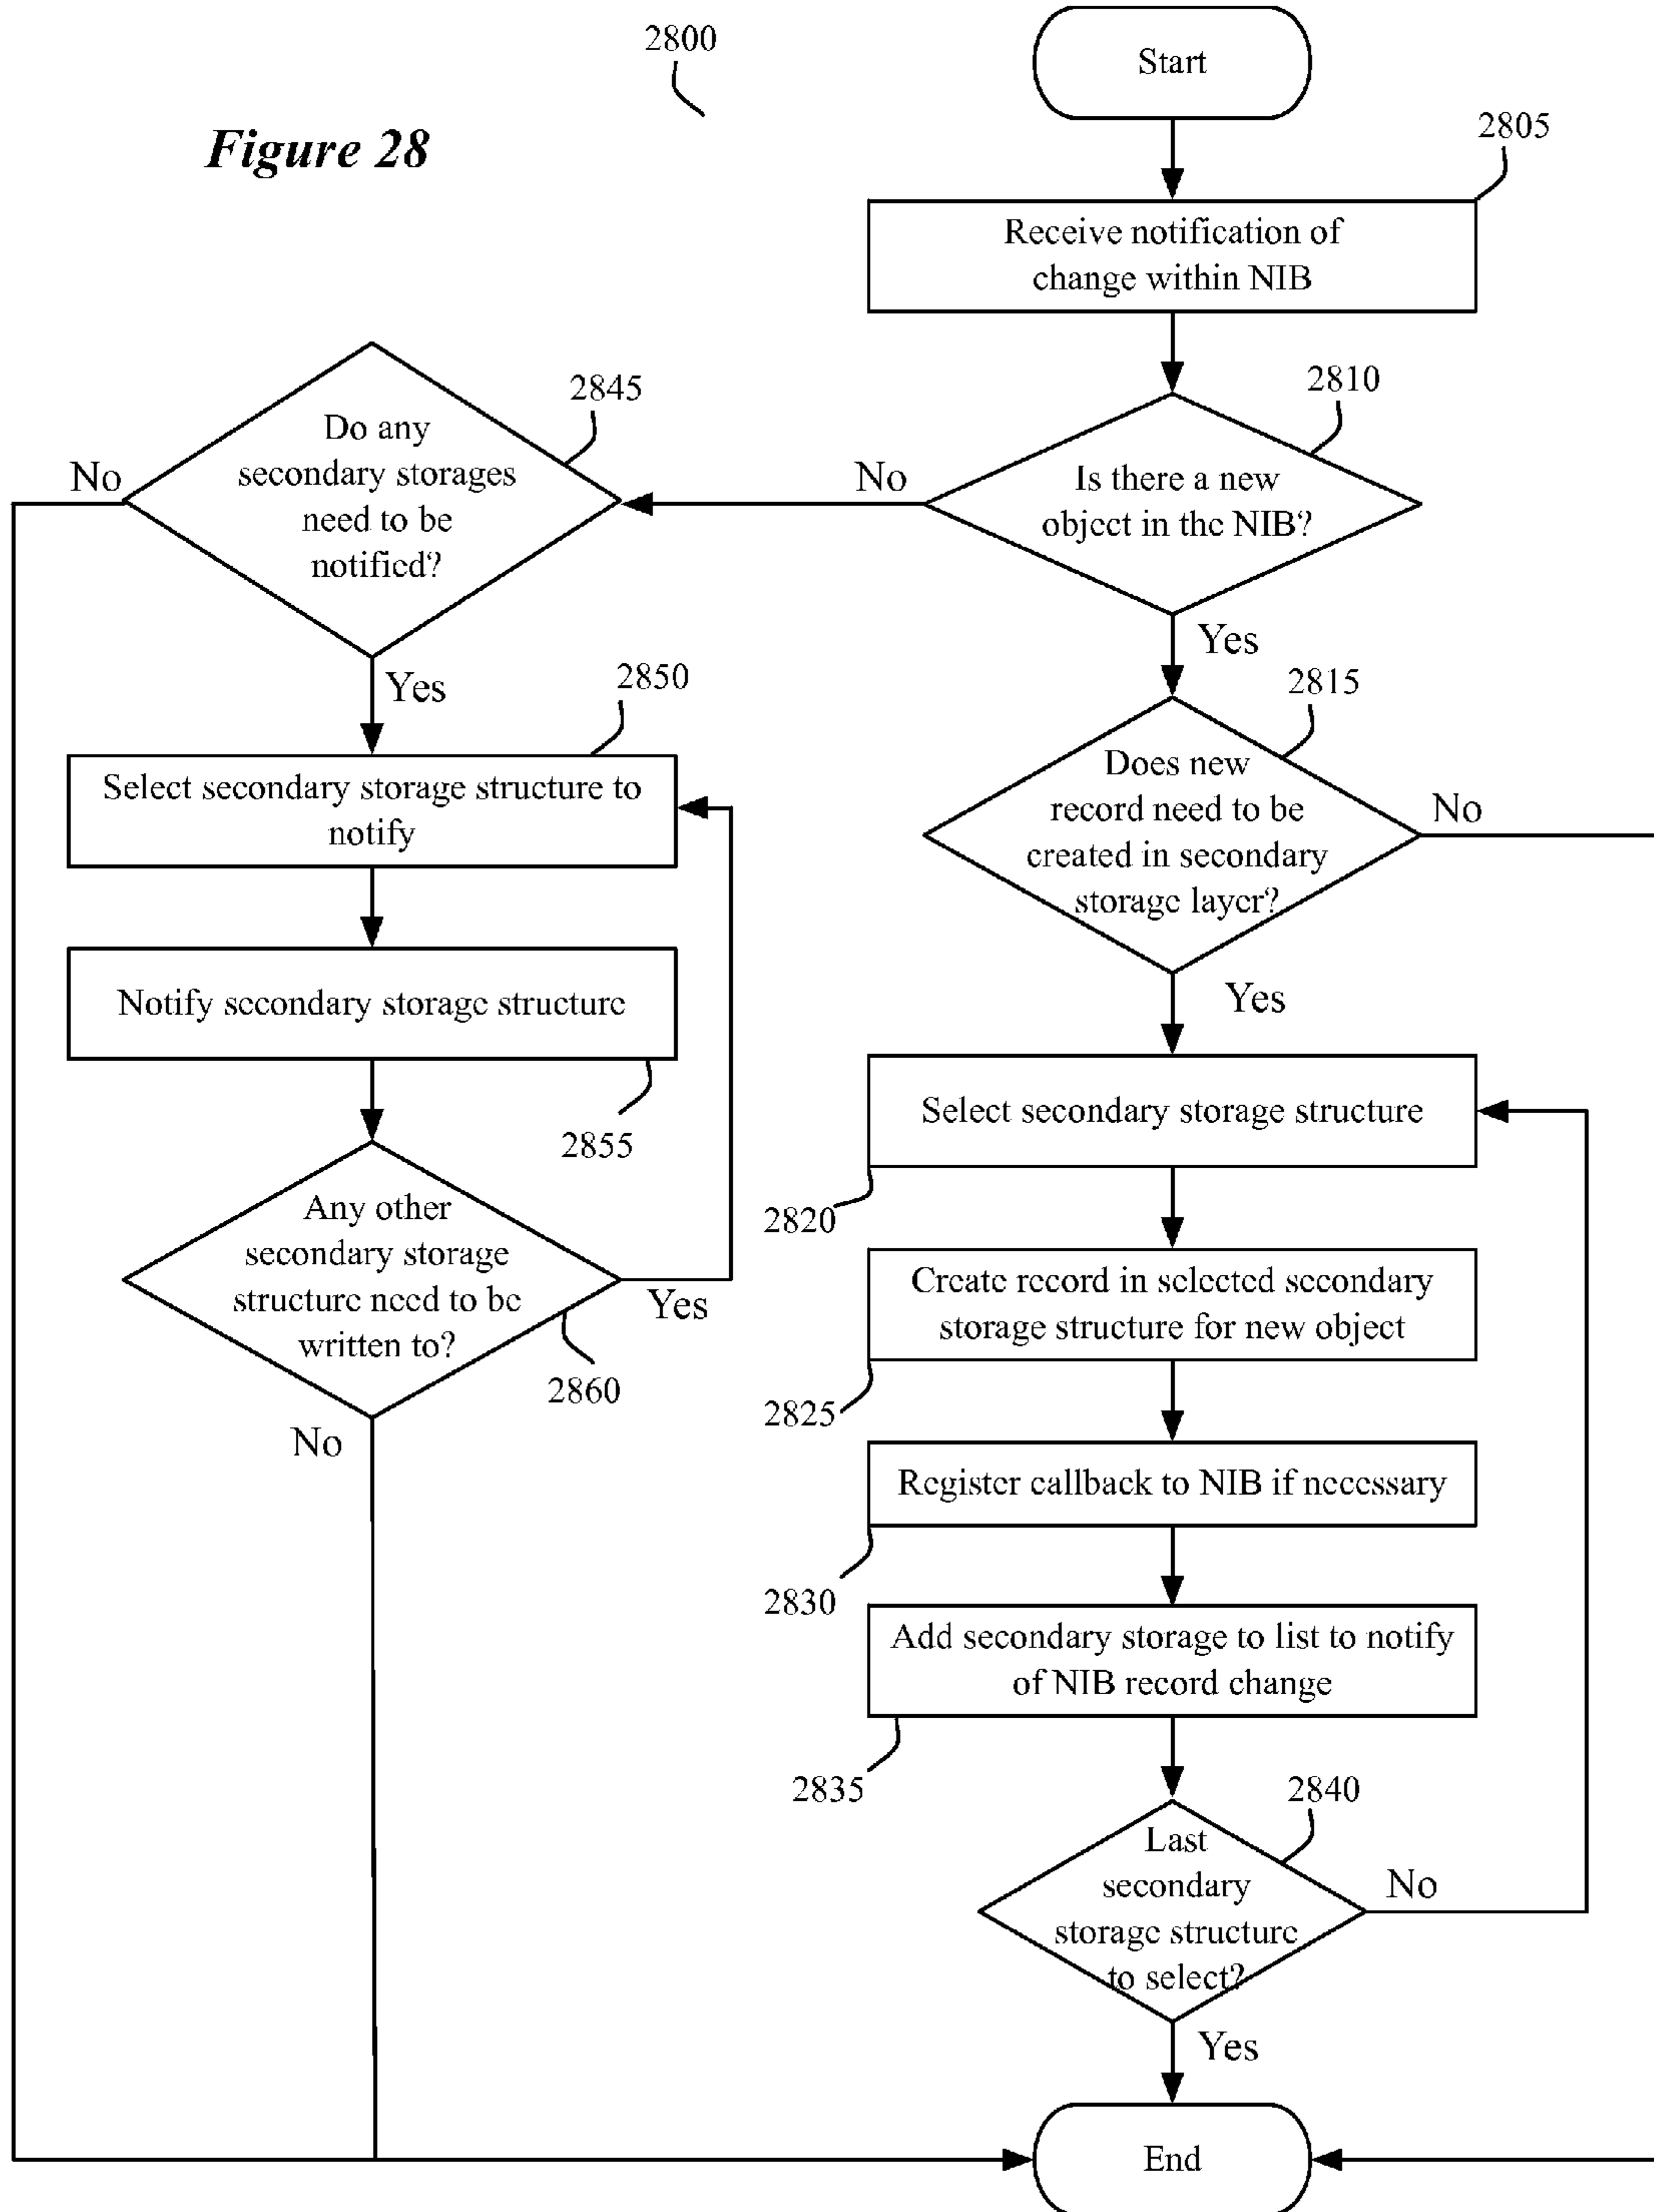 2800
Start
Figure 28
2805
Receive notification of
change within NIB
2810
Is there a new
object in the NIB?
No
Yes
2845
Do any
secondary storages
need to be
notified?
No
Yes
2850
Select secondary storage structure to
notify
Notify secondary storage structure
2855
Any other
secondary storage
structure need to be
written to?
Yes
2860
No
2815
Does new
record need to be
created in secondary
storage layer?
No
Yes
Select secondary storage structure
2820
Create record in selected secondary
storage structure for new object
2825
Register callback to NIB if necessary
2830
Add secondary storage to list to notify
of NIB record change
2835
2840
Last
secondary
storage structure
to select?
No
Yes
End